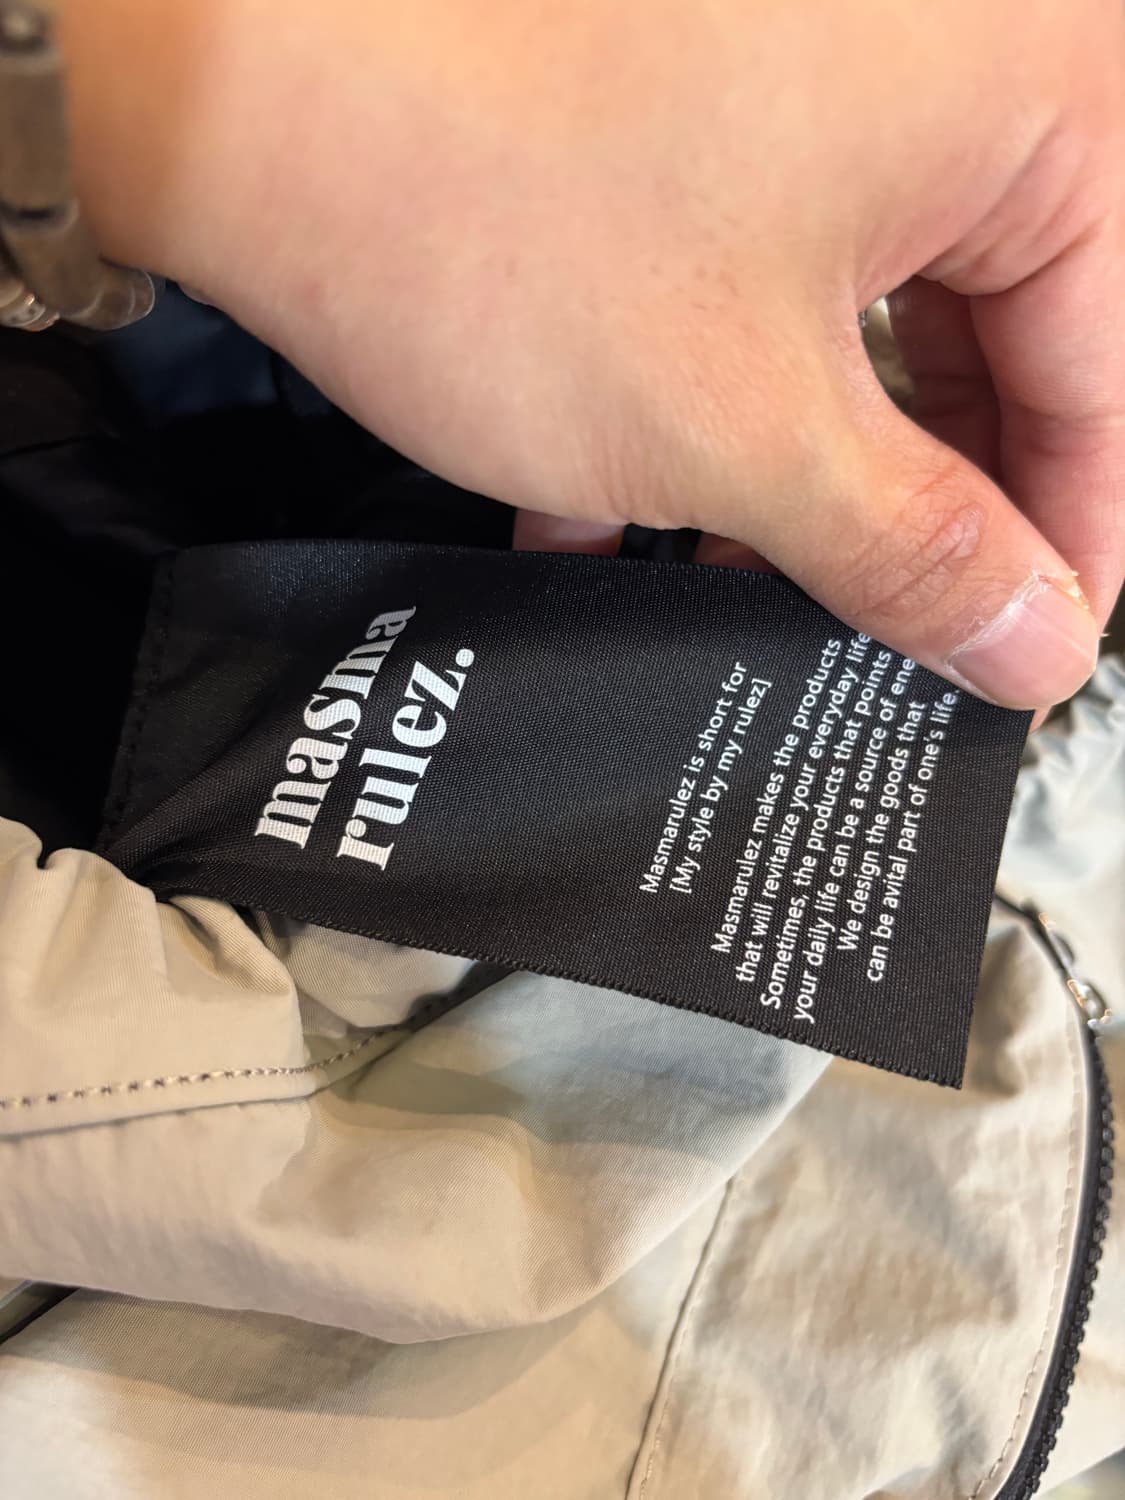 masma
rulez.
Masmarulez is short for
[My style by my rulez]
Masmarulez makes the products
that will revitalize your everyday life
Sometimes, the products that points
your daily life can be a source of
We design the goods that
can be avital part of one's life.